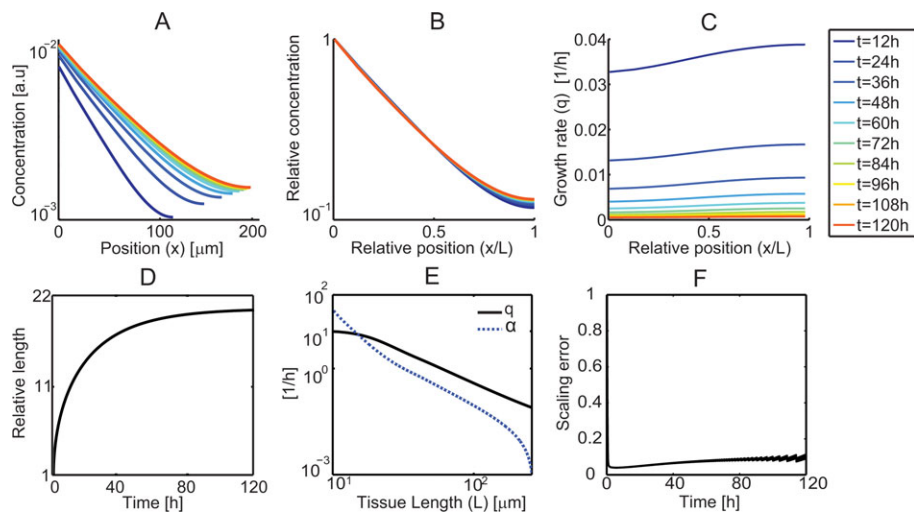 A
B
C
10^-2
10^-3
Concentration [a.u]
0
100
200
Position (x) [μm]
1
10^-1
Relative concentration
0
0.5
1
Relative position (x/L)
0.04
0.03
0.02
0.01
0
Growth rate (q) [1/h]
0
0.5
1
Relative position (x/L)
t=12h
t=24h
t=36h
t=48h
t=60h
t=72h
t=84h
t=96h
t=108h
t=120h
D
E
F
22
11
1
Relative length
0
40
80
120
Time [h]
10^2
10^1
10^0
10^-3
[1/h]
q
α
10^1
10^2
Tissue Length (L) [μm]
1
0.8
0.6
0.4
0.2
0
Scaling error
0
40
80
120
Time [h]